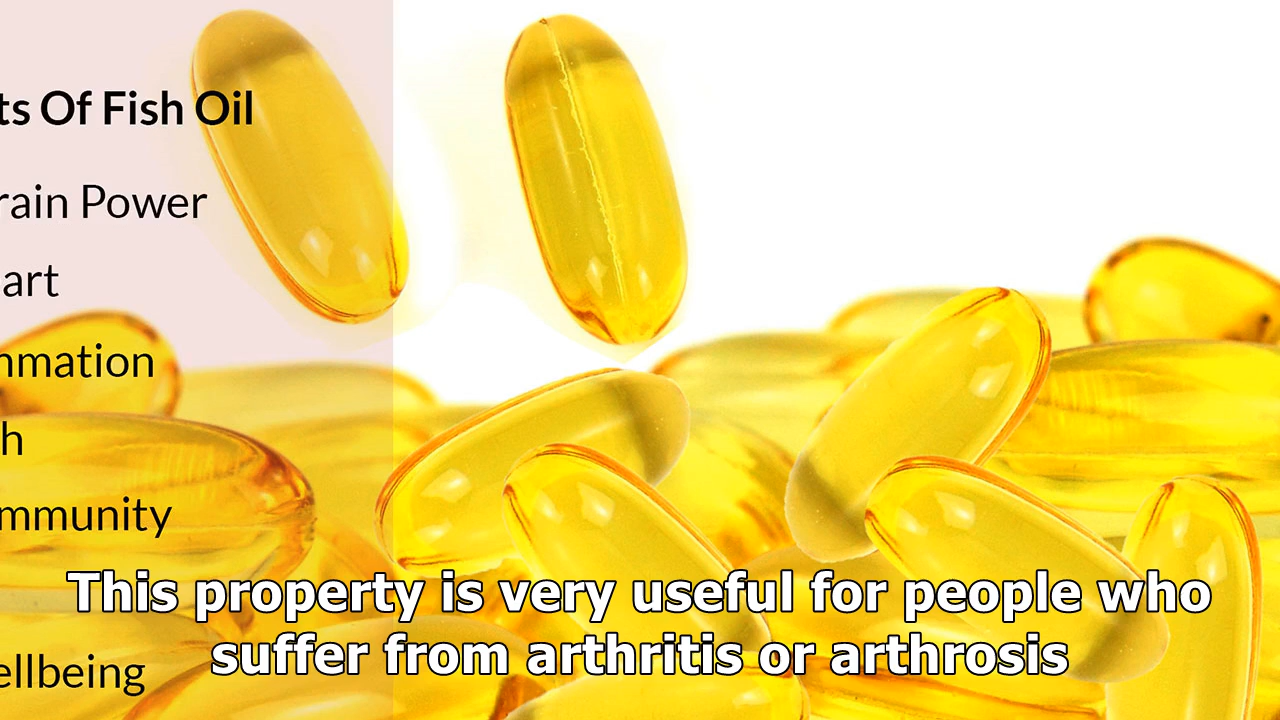 ts Of Fish Oil
rain Power
art
mmation
h
mmunity
ellbeing
This property is very useful for people who
suffer from arthritis or arthrosis